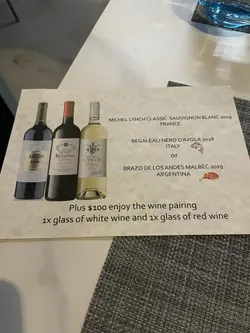 MICHEL LYNCH CLASSIC SAUVIGNON BLANC 2019
FRANCE
REGALEALI NERO D'AVOLA 2018
ITALY
or
BRAZO DE LOS ANDES MALBEC 2019
ARGENTINA
LYNCH
Plus $100 enjoy the wine pairing
1x glass of white wine and 1x glass of red wine